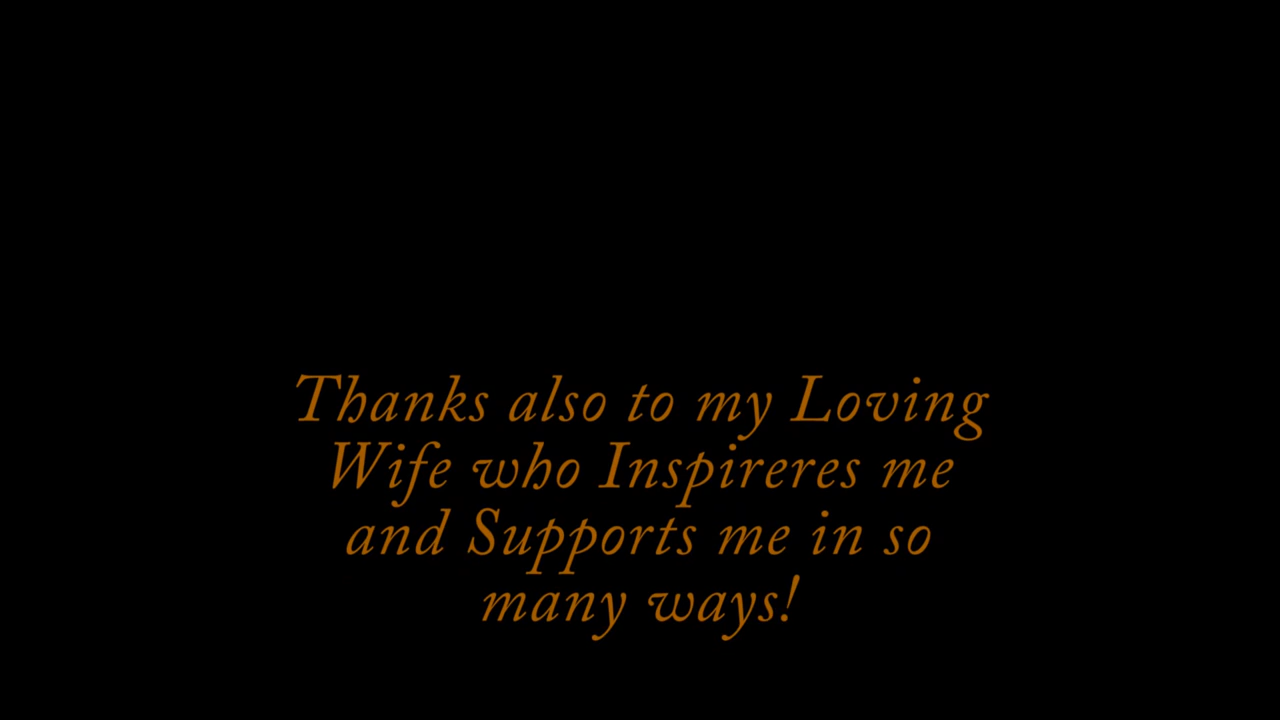 Thanks also to my Loving
Wife who Inspireres me
and Supports me in so
many ways!